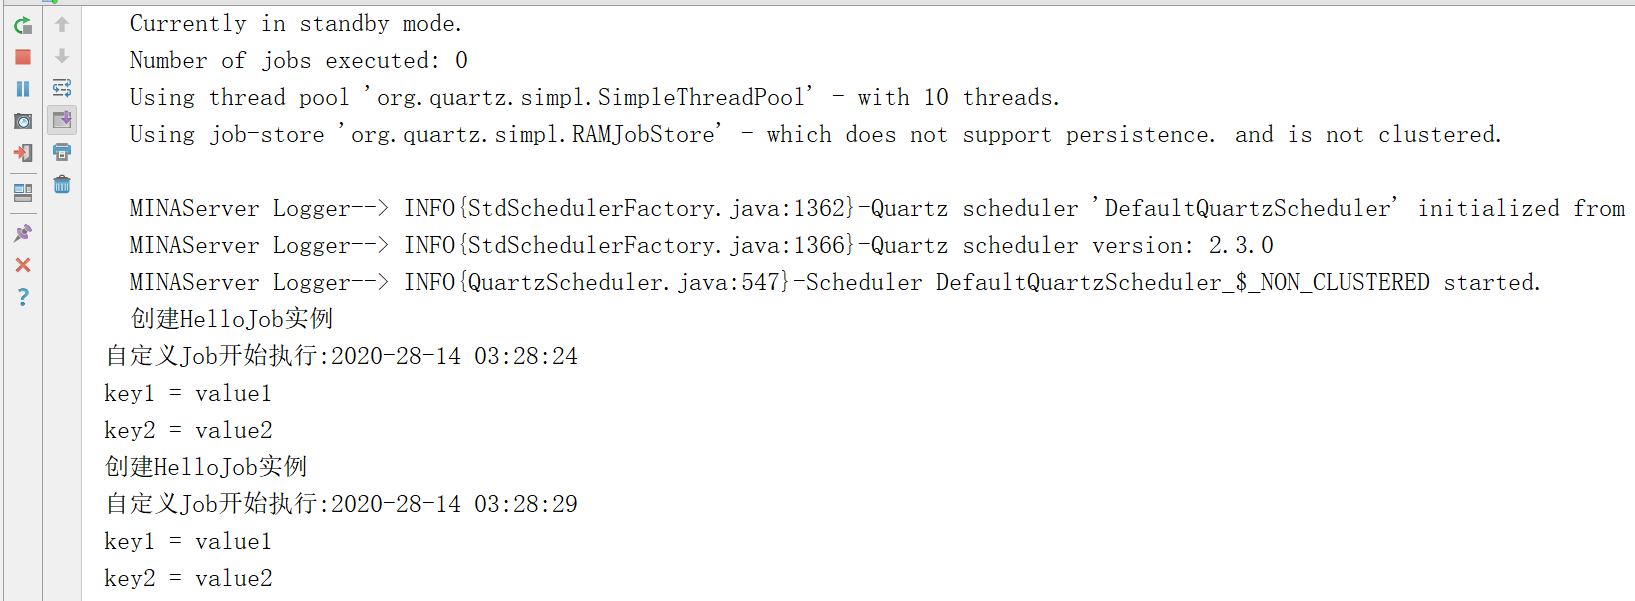 Currently in standby mode.
Number of jobs executed: 0
Using thread pool 'org.quartz.simpl.SimpleThreadPool' - with 10 threads.
Using job-store 'org.quartz.simpl.RAMJobStore' - which does not support persistence. and is not clustered.
MINAServer Logger--> INFO{StdSchedulerFactory.java:1362}-Quartz scheduler 'DefaultQuartzScheduler' initialized from
MINAServer Logger--> INFO{StdSchedulerFactory.java:1366}-Quartz scheduler version: 2.3.0
MINAServer Logger--> INFO{QuartzScheduler.java:547}-Scheduler DefaultQuartzScheduler_$_NON_CLUSTERED started.
创建HelloJob实例
自定义Job开始执行:2020-28-14 03:28:24
key1 = value1
key2 = value2
创建HelloJob实例
自定义Job开始执行:2020-28-14 03:28:29
key1 = value1
key2 = value2